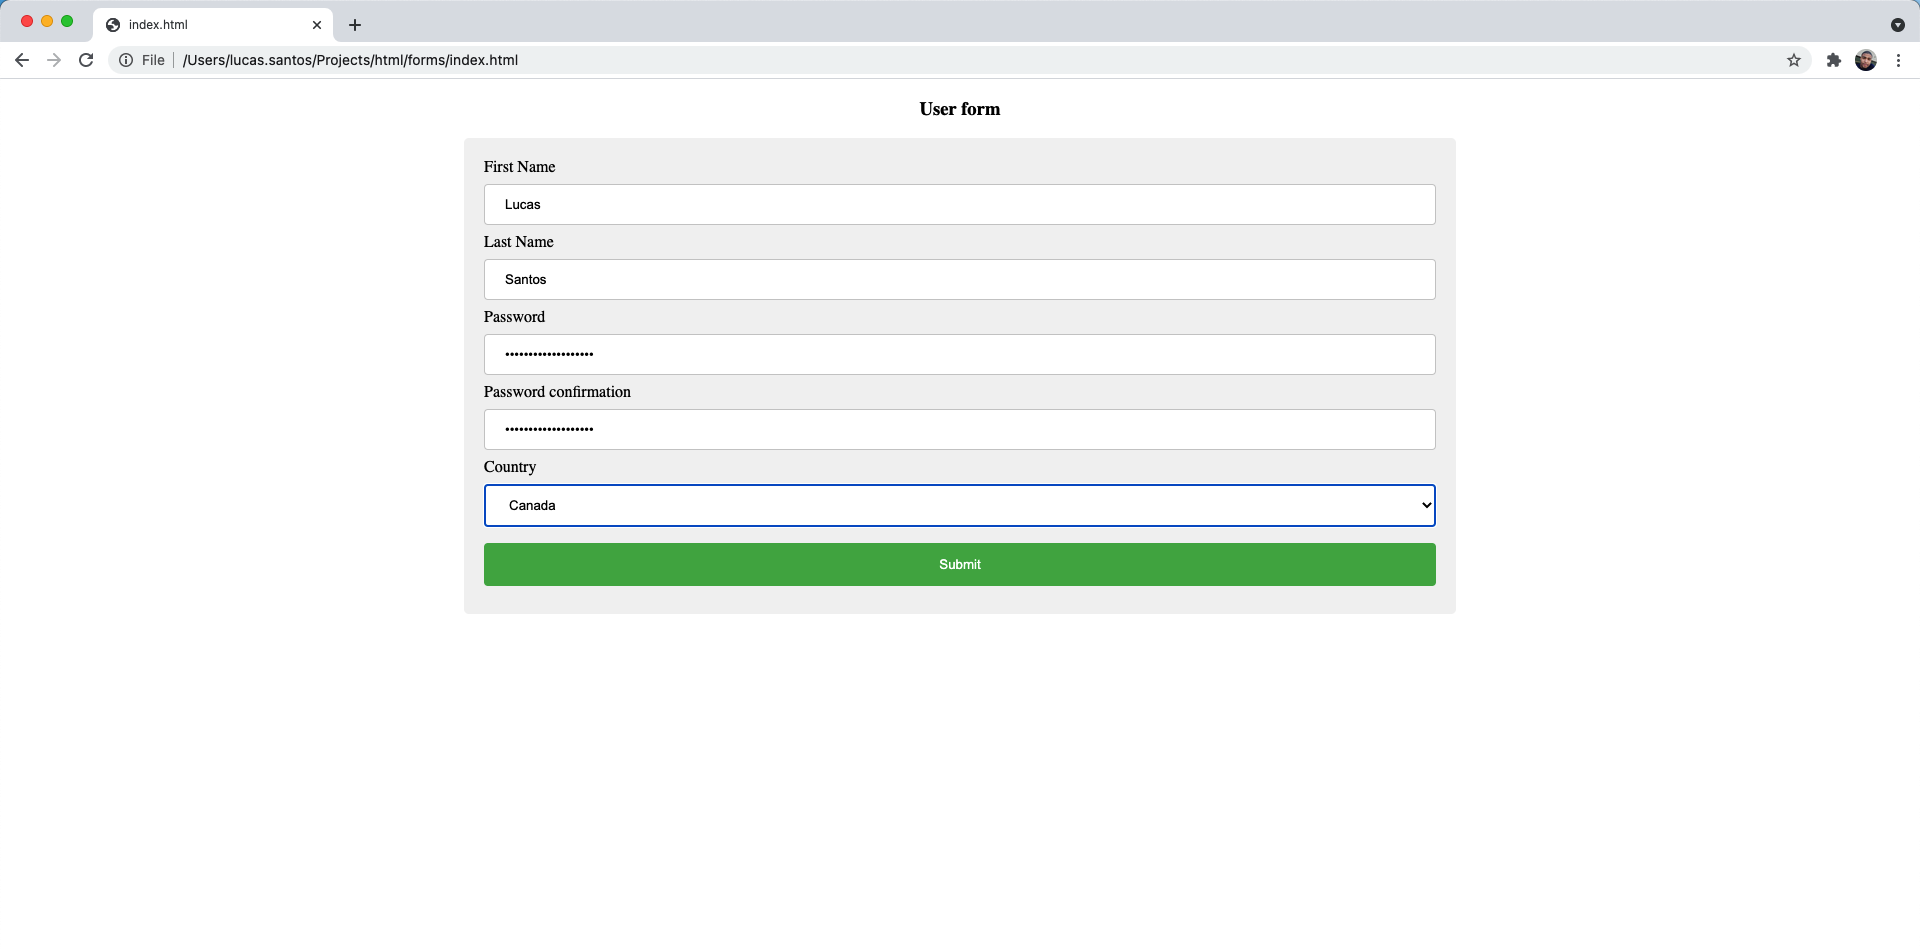 index.html
File /Users/lucas.santos/Projects/html/forms/index.html
User form
First Name
Lucas
Last Name
Santos
Password
•••••••••••••••••••
Password confirmation
•••••••••••••••••••
Country
Canada
Submit